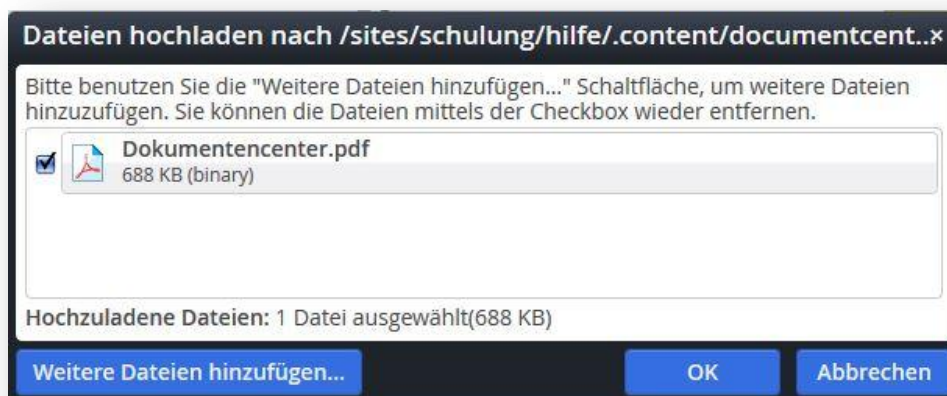 Dateien hochladen nach /sites/schulung/hilfe/.content/documentcent..×
Bitte benutzen Sie die "Weitere Dateien hinzufügen..." Schaltfläche, um weitere Dateien
hinzuzufügen. Sie können die Dateien mittels der Checkbox wieder entfernen.
Dokumentencenter.pdf
688 KB (binary)
Hochzuladene Dateien: 1 Datei ausgewählt(688 KB)
Weitere Dateien hinzufügen...
OK
Abbrechen